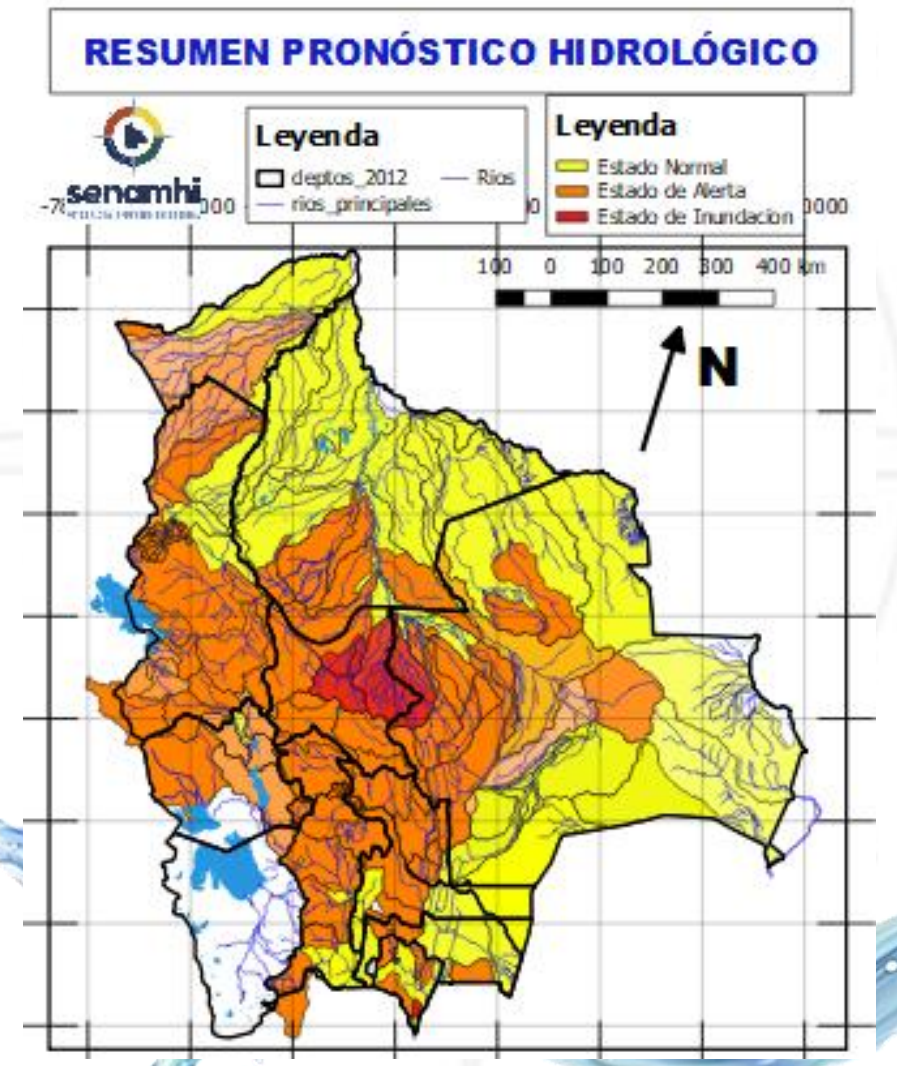 RESUMEN PRONÓSTICO HIDROLÓGICO
senamhi
Leyenda
deptos_2012
Rios
rios_principales
Leyenda
Estado Normal
Estado de Alerta
Estado de Inundacion
100 0 100 200 300 400 km
N